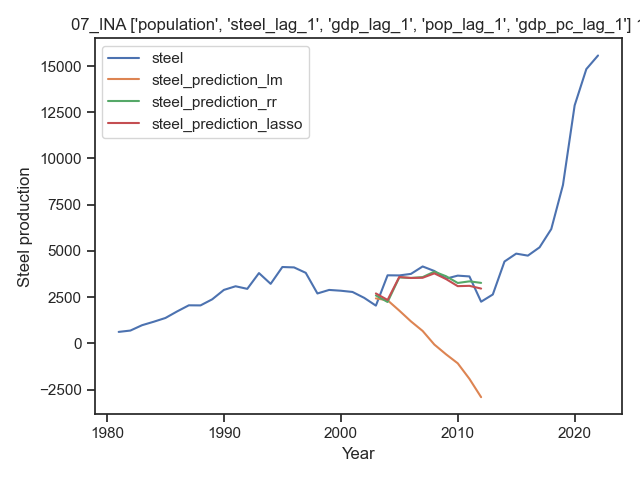 07_INA ['population', 'steel_lag_1', 'gdp_lag_1', 'pop_lag_1', 'gdp_pc_lag_1']
steel
steel_prediction_lm
steel_prediction_rr
steel_prediction_lasso
Steel production
15000
12500
10000
7500
5000
2500
0
−2500
1980
1990
2000
2010
2020
Year